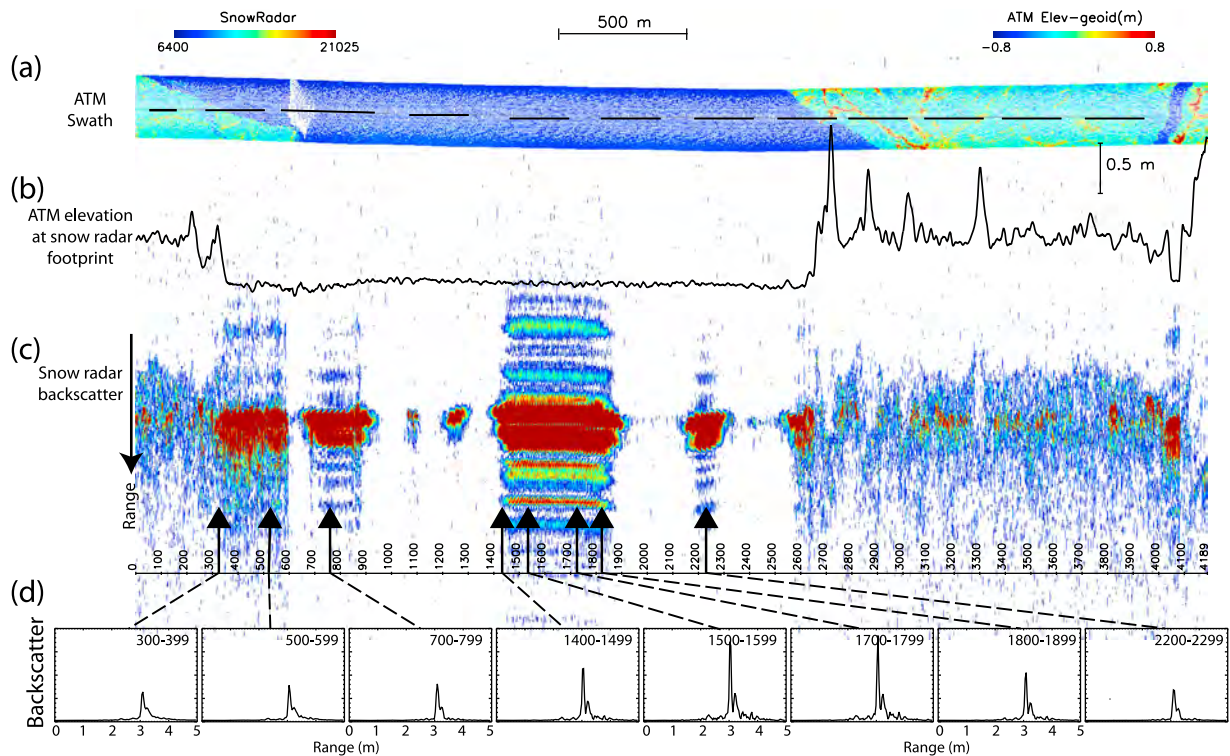 SnowRadar
6400 21025
500 m
ATM Elev-geoid(m)
-0.8 0.8
(a)
ATM
Swath
0.5 m
(b)
ATM elevation
at snow radar
footprint
(c)
Snow radar
backscatter
Range
0 100 200 300 400 500 600 700 800 900 1000 1100 1200 1300 1400 1500 1600 1700 1800 1900 2000 2100 2200 2300 2400 2500 2600 2700 2800 2900 3000 3100 3200 3300 3400 3500 3600 3700 3800 3900 4000 4100 4189
(d)
Backscatter
300-399 500-599 700-799 1400-1499 1500-1599 1700-1799 1800-1899 2200-2299
0 1 2 3 4 5 0 1 2 3 4 5 0 1 2 3 4 5 0 1 2 3 4 5
Range (m) Range (m) Range (m) Range (m)